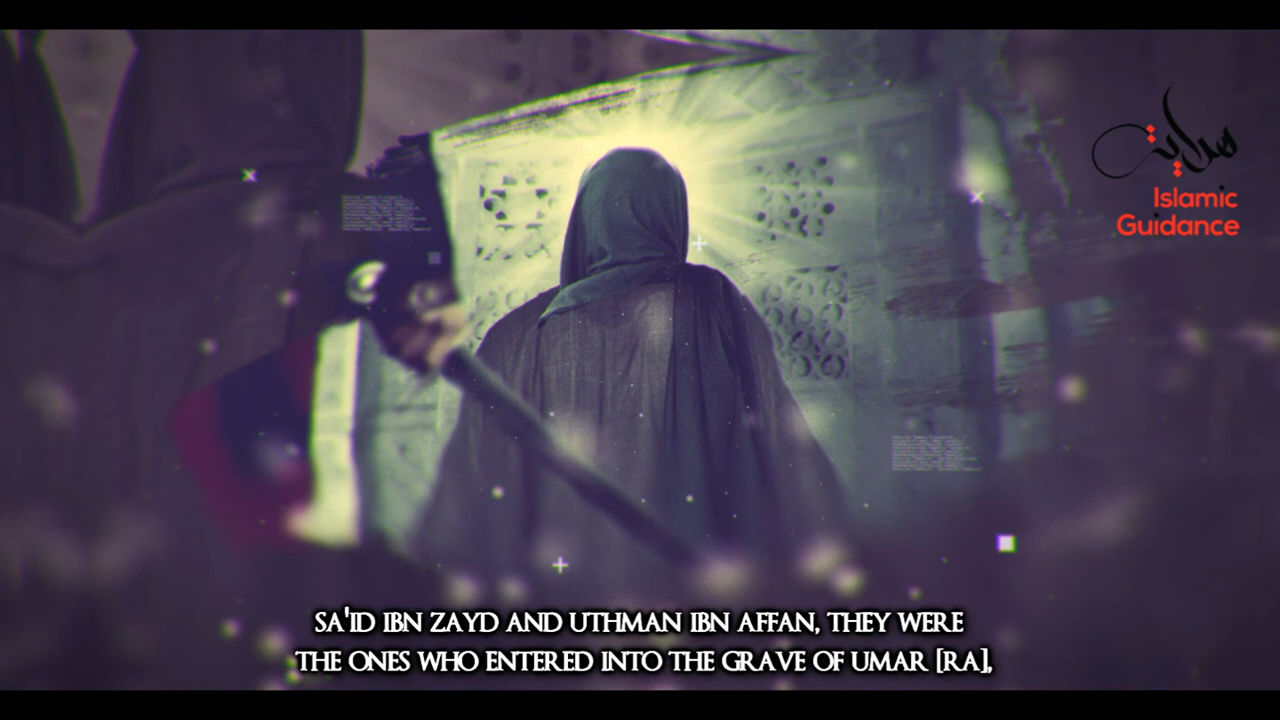 هداية
Islamic
Guidance
SA'ID IBN ZAYD AND UTHMAN IBN AFFAN, THEY WERE
THE ONES WHO ENTERED INTO THE GRAVE OF UMAR [RA],